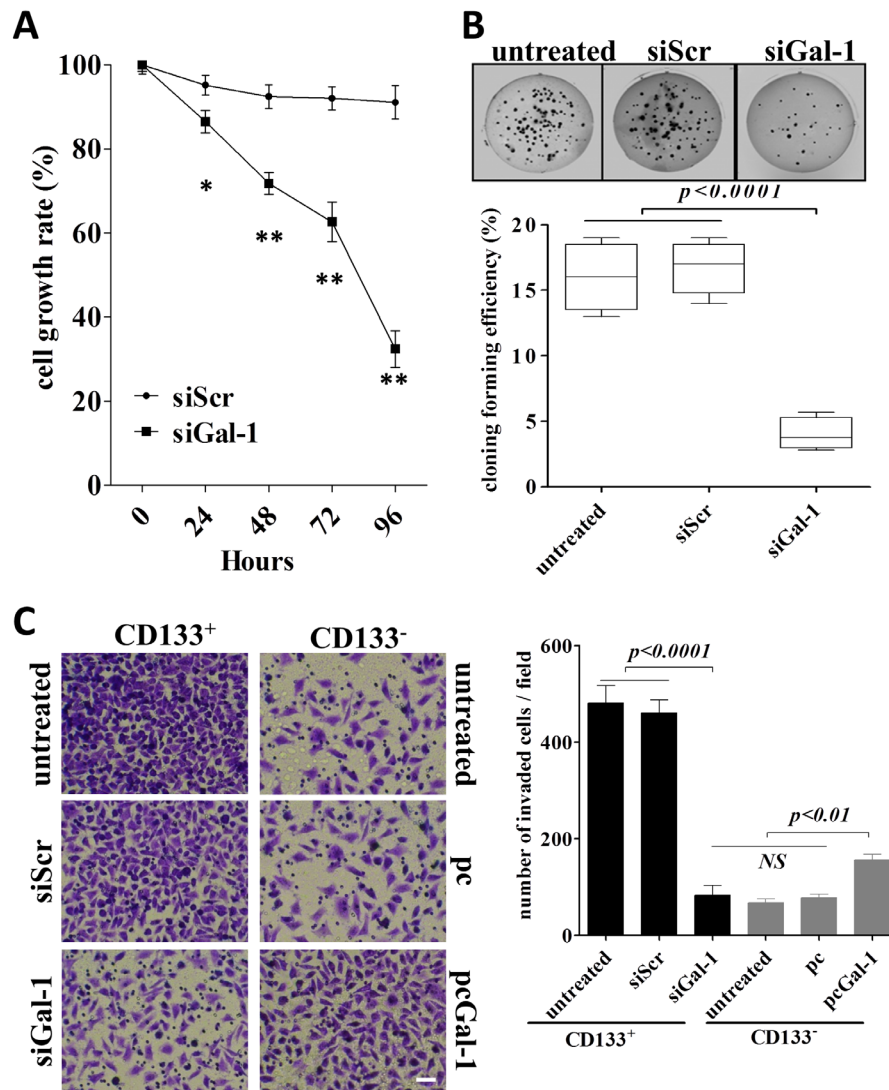 A
100
80
60
40
20
0
cell growth rate (%)
*
**
**
**
siScr
siGal-1
0 24 48 72 96
Hours
B
untreated siScr siGal-1
p<0.0001
20
15
10
5
0
cloning forming efficiency (%)
untreated siScr siGal-1
C
CD133+ CD133-
untreated untreated
siScr pc
siGal-1 pcGal-1
600
400
200
0
number of invaded cells / field
p<0.0001
p<0.01
NS
untreated siScr siGal-1 untreated pc pcGal-1
CD133+ CD133-